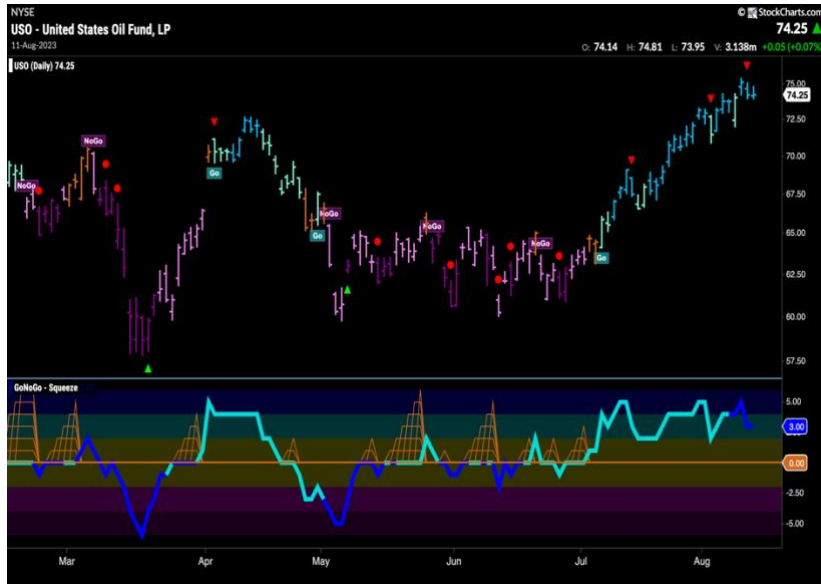 NYSE
© StockCharts.com
USO - United States Oil Fund, LP
74.25
11-Aug-2023
O: 74.14 H: 74.81 L: 73.95 V: 3.138m +0.05 (+0.07%
USO (Daily) 74.25
75.00
74.25
72.50
70.00
67.50
65.00
62.50
60.00
57.50
NoGo
NoGo
Go
Go
NoGo
NoGo
NoGo
Go
GoNoGo - Squeeze
5.00
3.00
0.00
-2.50
-5.00
Mar
Apr
May
Jun
Jul
Aug